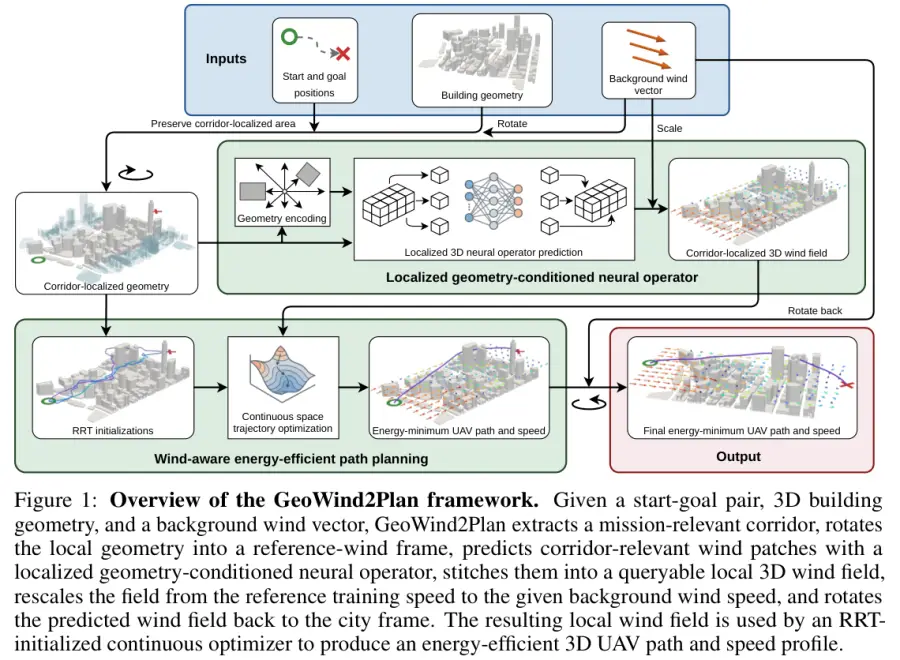 Inputs
Start and goal
positions
Building geometry
Background wind
vector
Preserve corridor-localized area
Rotate
Scale
Corridor-localized geometry
Geometry encoding
Localized 3D neural operator prediction
Corridor-localized 3D wind field
Localized geometry-conditioned neural operator
Rotate back
RRT initializations
Continuous space
trajectory optimization
Energy-minimum UAV path and speed
Wind-aware energy-efficient path planning
Final energy-minimum UAV path and speed
Output
Figure 1: Overview of the GeoWind2Plan framework. Given a start-goal pair, 3D building
geometry, and a background wind vector, GeoWind2Plan extracts a mission-relevant corridor, rotates
the local geometry into a reference-wind frame, predicts corridor-relevant wind patches with a
localized geometry-conditioned neural operator, stitches them into a queryable local 3D wind field,
rescales the field from the reference training speed to the given background wind speed, and rotates
the predicted wind field back to the city frame. The resulting local wind field is used by an RRT-
initialized continuous optimizer to produce an energy-efficient 3D UAV path and speed profile.